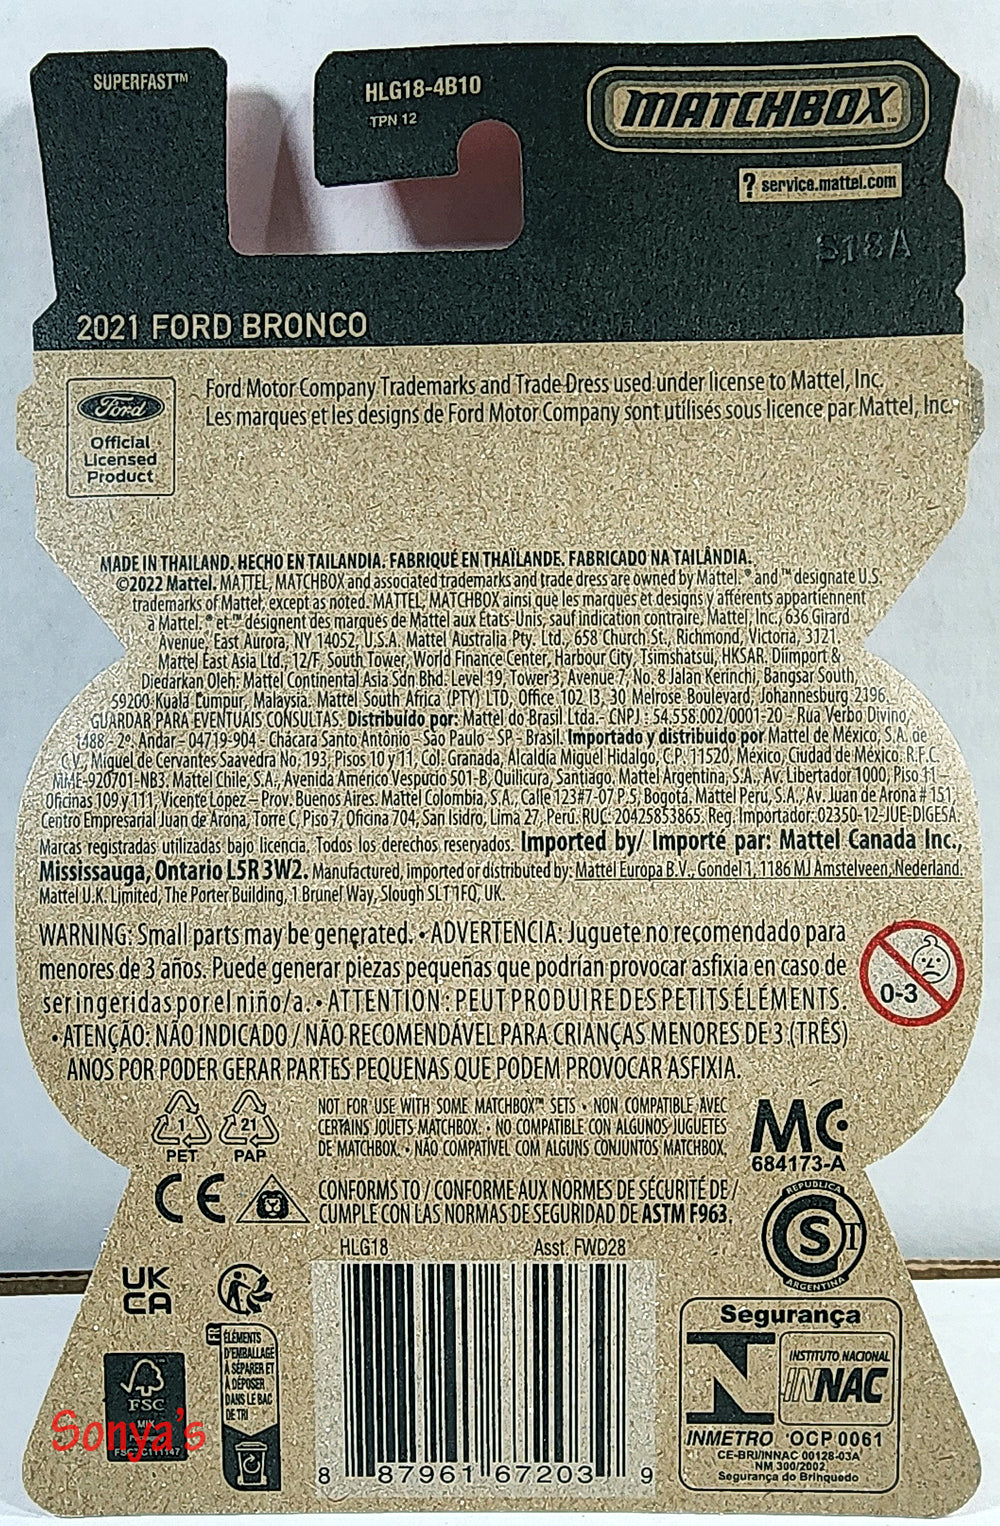 SUPERFAST™
HLG18-4B10
TPN 12
MATCHBOX™
? service.mattel.com
S18A
2021 FORD BRONCO
Ford
Official
Licensed
Product
Ford Motor Company Trademarks and Trade Dress used under license to Mattel, Inc.
Les marques et les designs de Ford Motor Company sont utilisés sous licence par Mattel, Inc.
MADE IN THAILAND. HECHO EN TAILANDIA. FABRIQUÉ EN THAÏLANDE. FABRICADO NA TAILÂNDIA.
©2022 Mattel. MATTEL, MATCHBOX and associated trademarks and trade dress are owned by Mattel. ® and ™ designate U.S.
trademarks of Mattel, except as noted. MATTEL, MATCHBOX ainsi que les marques et designs y afférents appartiennent
à Mattel. ® et ™ désignent des marques de Mattel aux États-Unis, sauf indication contraire, Mattel, Inc., 636 Girard
Avenue, East Aurora, NY 14052, U.S.A. Mattel Australia Pty. Ltd., 658 Church St., Richmond, Victoria, 3121.
Mattel East Asia Ltd., 12/F, South Tower, World Finance Center, Harbour City, Tsimshatsui, HKSAR. Diimport &
Diedarkan Oleh: Mattel Continental Asia Sdn Bhd. Level 19, Tower 3, Avenue 7, No. 8 Jalan Kerinchi, Bangsar South,
59200 Kuala Lumpur, Malaysia. Mattel South Africa (PTY) LTD, Office 102 I3, 30 Melrose Boulevard, Johannesburg 2196.
GUARDAR PARA EVENTUAIS CONSULTAS. Distribuído por: Mattel do Brasil Ltda.- CNPJ : 54.558.002/0001-20 - Rua Verbo Divino,
1488 - 2º. Andar - 04719-904 - Chácara Santo Antônio - São Paulo - SP - Brasil. Importado y distribuido por Mattel de México, S.A. de
C.V., Miguel de Cervantes Saavedra No. 193, Pisos 10 y 11, Col. Granada, Alcaldía Miguel Hidalgo, C.P. 11520, México, Ciudad de México. R.F.C.
MME-920701-NB3. Mattel Chile, S.A., Avenida Américo Vespucio 501-B, Quilicura, Santiago. Mattel Argentina, S.A., Av. Libertador 1000, Piso 11 –
Oficinas 109 y 111, Vicente López – Prov. Buenos Aires. Mattel Colombia, S.A., Calle 123#7-07 P.5, Bogotá. Mattel Peru, S.A., Av. Juan de Arona # 151,
Centro Empresarial Juan de Arona, Torre C, Piso 7, Oficina 704, San Isidro, Lima 27, Perú. RUC: 20425853865. Reg. Importador: 02350-12-JUE-DIGESA.
Marcas registradas utilizadas bajo licencia. Todos los derechos reservados. Imported by/ Importé par: Mattel Canada Inc.,
Mississauga, Ontario L5R 3W2. Manufactured, imported or distributed by: Mattel Europa B.V., Gondel 1, 1186 MJ Amstelveen, Nederland.
Mattel U.K. Limited, The Porter Building, 1 Brunel Way, Slough SL1 1FQ, UK.
WARNING: Small parts may be generated. • ADVERTENCIA: Juguete no recomendado para
menores de 3 años. Puede generar piezas pequeñas que podrían provocar asfixia en caso de
ser ingeridas por el niño/a. • ATTENTION : PEUT PRODUIRE DES PETITS ÉLÉMENTS.
• ATENÇÃO: NÃO INDICADO / NÃO RECOMENDÁVEL PARA CRIANÇAS MENORES DE 3 (TRÊS)
ANOS POR PODER GERAR PARTES PEQUENAS QUE PODEM PROVOCAR ASFIXIA.
0-3
1
PET
21
PAP
NOT FOR USE WITH SOME MATCHBOX™ SETS • NON COMPATIBLE AVEC
CERTAINS JOUETS MATCHBOX. • NO COMPATIBLE CON ALGUNOS JUGUETES
DE MATCHBOX. • NÃO COMPATÍVEL COM ALGUNS CONJUNTOS MATCHBOX.
MC
684173-A
CE
CONFORMS TO / CONFORME AUX NORMES DE SÉCURITÉ DE /
CUMPLE CON LAS NORMAS DE SEGURIDAD DE ASTM F963.
REPUBLICA
S T
ARGENTINA
HLG18
Asst. FWD28
UK
CA
FR
ÉLÉMENTS
D'EMBALLAGE
À SÉPARER ET
À DÉPOSER
DANS LE BAC
DE TRI
FSC
MIX
FSC® C111147
Sonya's
8 87961 67203 9
Segurança
INSTITUTO NACIONAL
INNAC
INMETRO OCP 0061
CE-BRI/INNAC 00128-03A
NM 300/2002
Segurança do Brinquedo